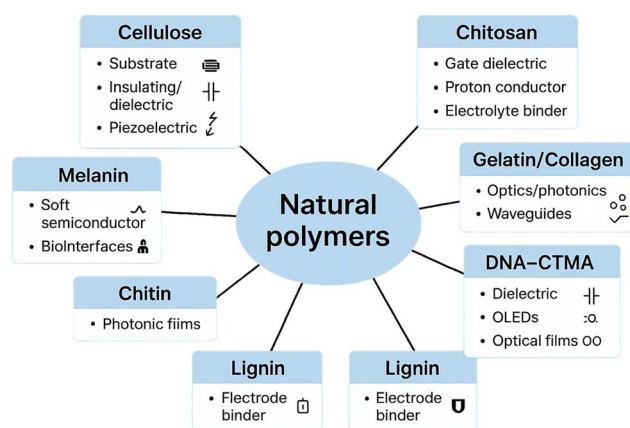 Cellulose
• Substrate
• Insulating/
dielectric
• Piezoelectric
Chitosan
• Gate dielectric
• Proton conductor
• Electrolyte binder
Melanin
• Soft
semiconductor
• BioInterfaces
Natural
polymers
Gelatin/Collagen
• Optics/photonics
• Waveguides
Chitin
• Photonic fiims
DNA–CTMA
• Dielectric
• OLEDs
• Optical films
Lignin
• Flectrode
binder
Lignin
• Electrode
binder